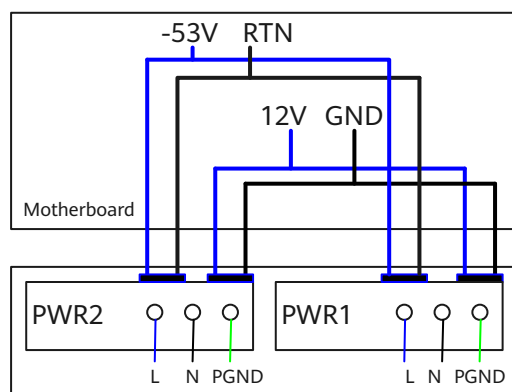 -53V RTN
12V GND
Motherboard
PWR2 PWR1
L N PGND L N PGND